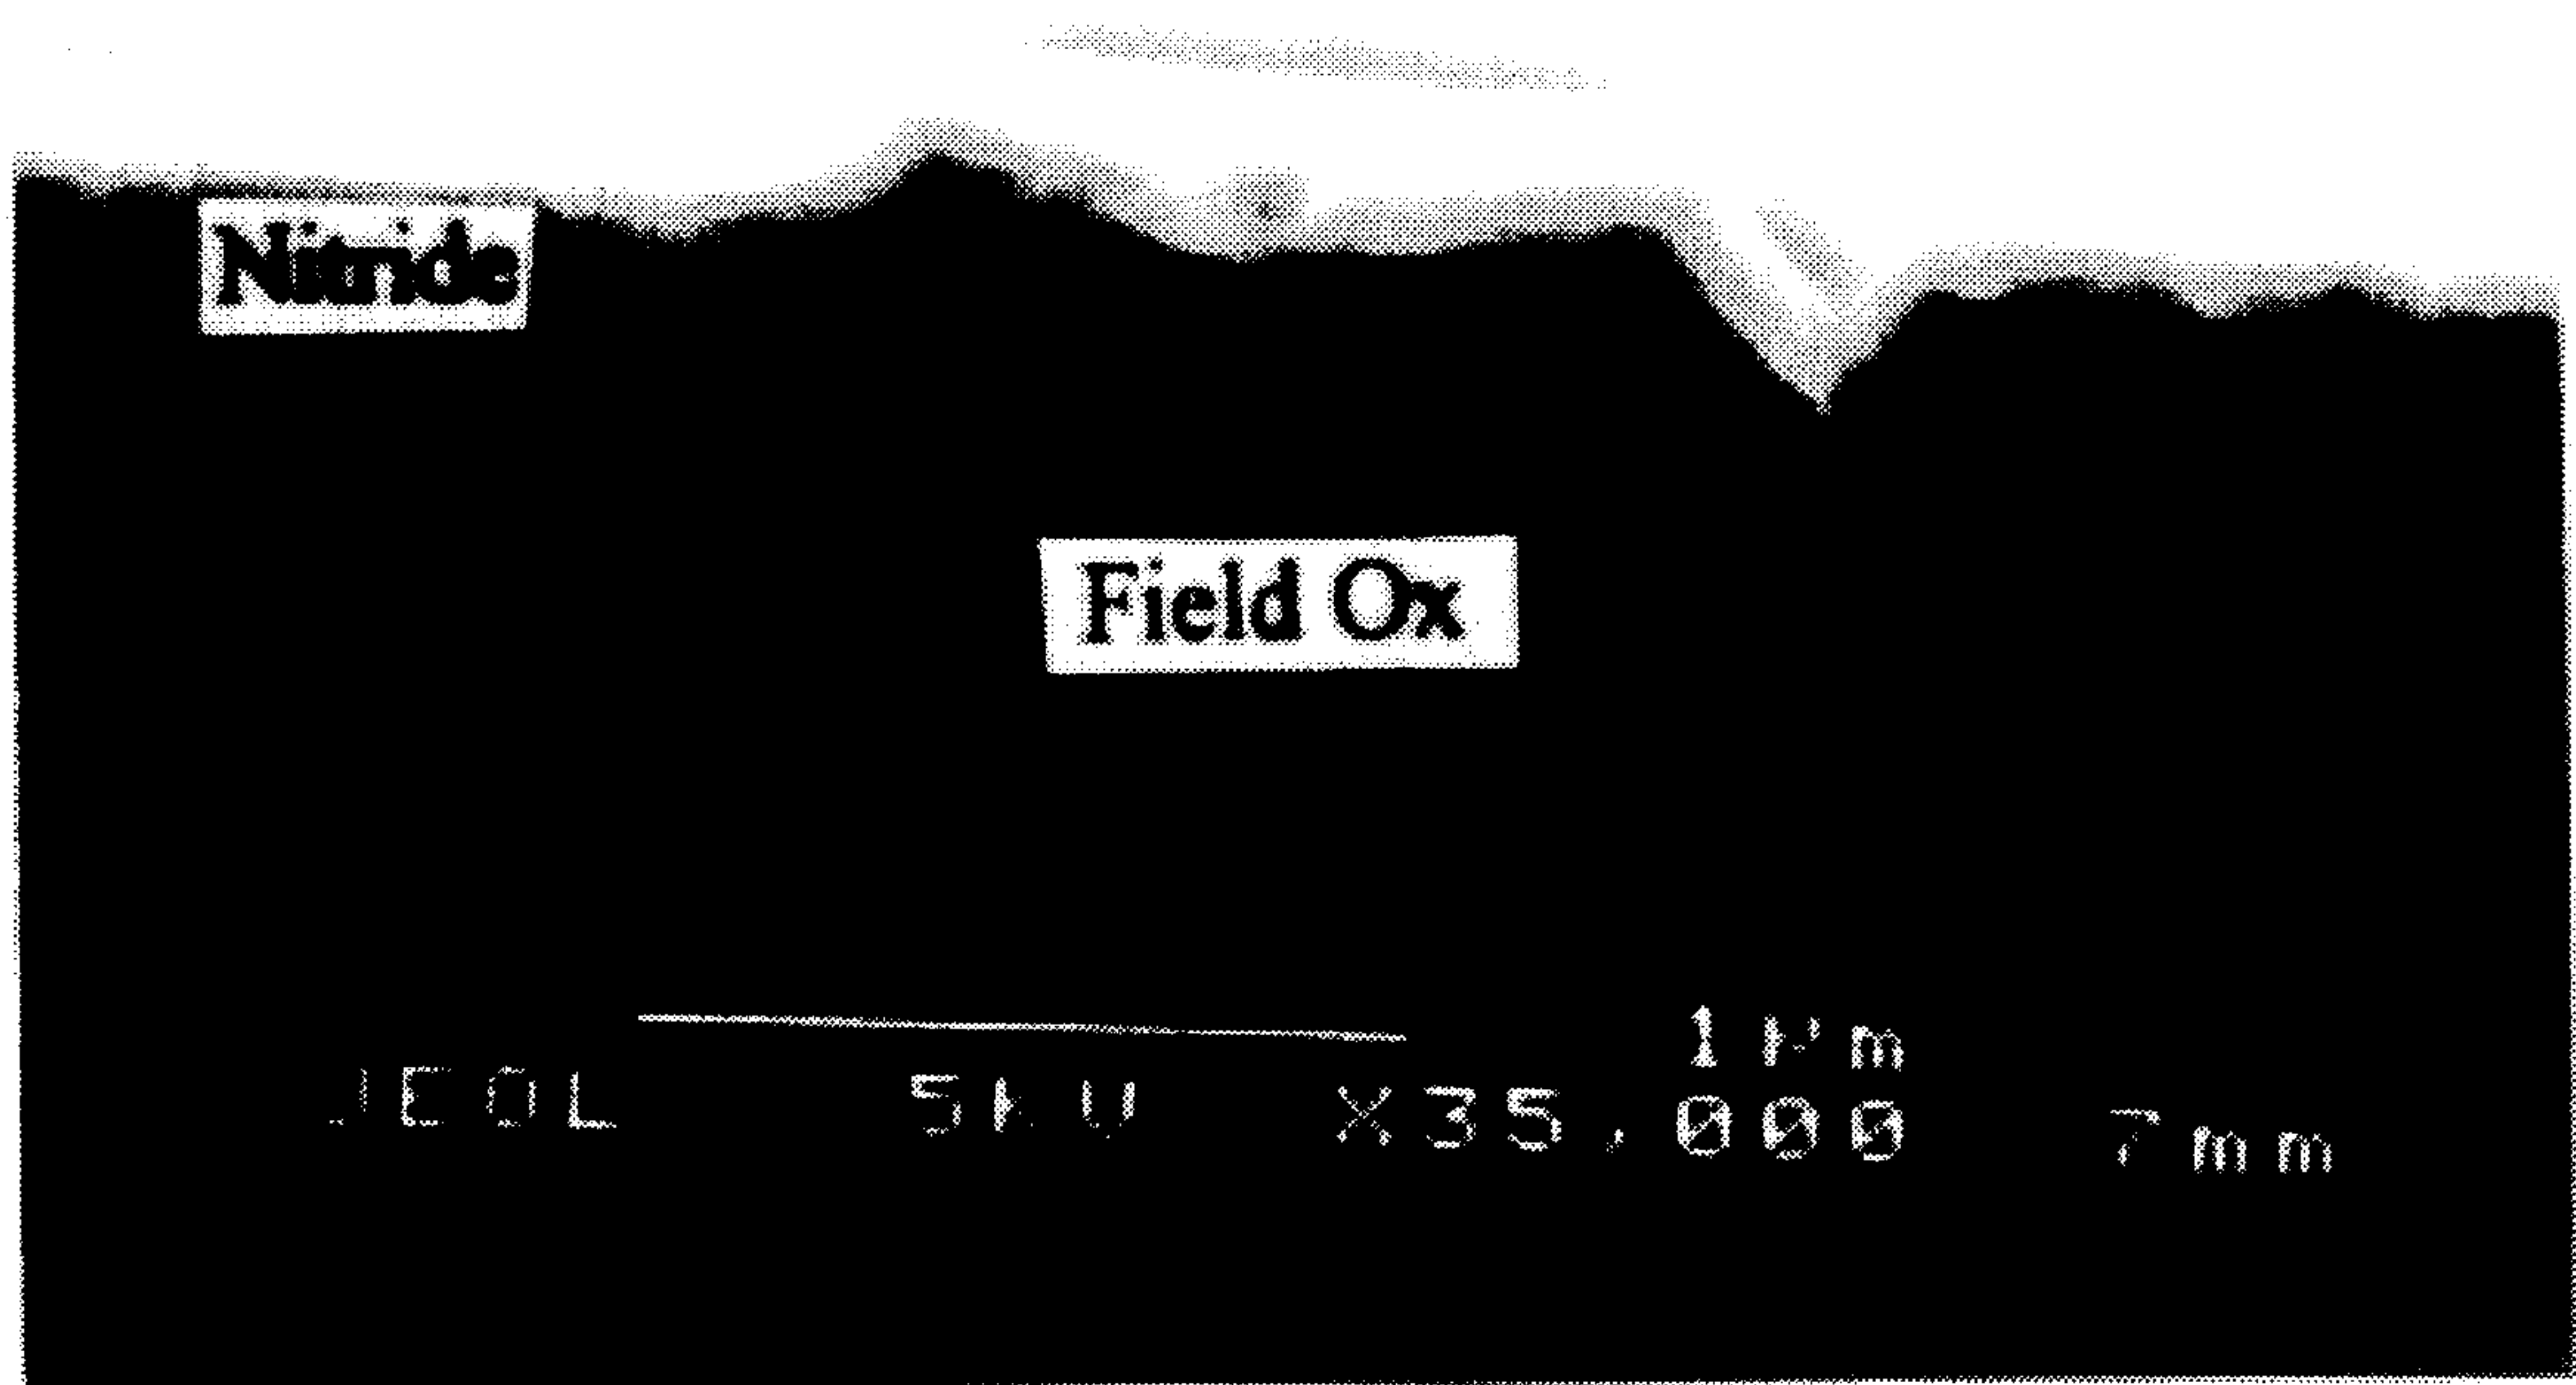 Nitride
Field Ox
1 μm
JEOL 5kV X35,000 7mm